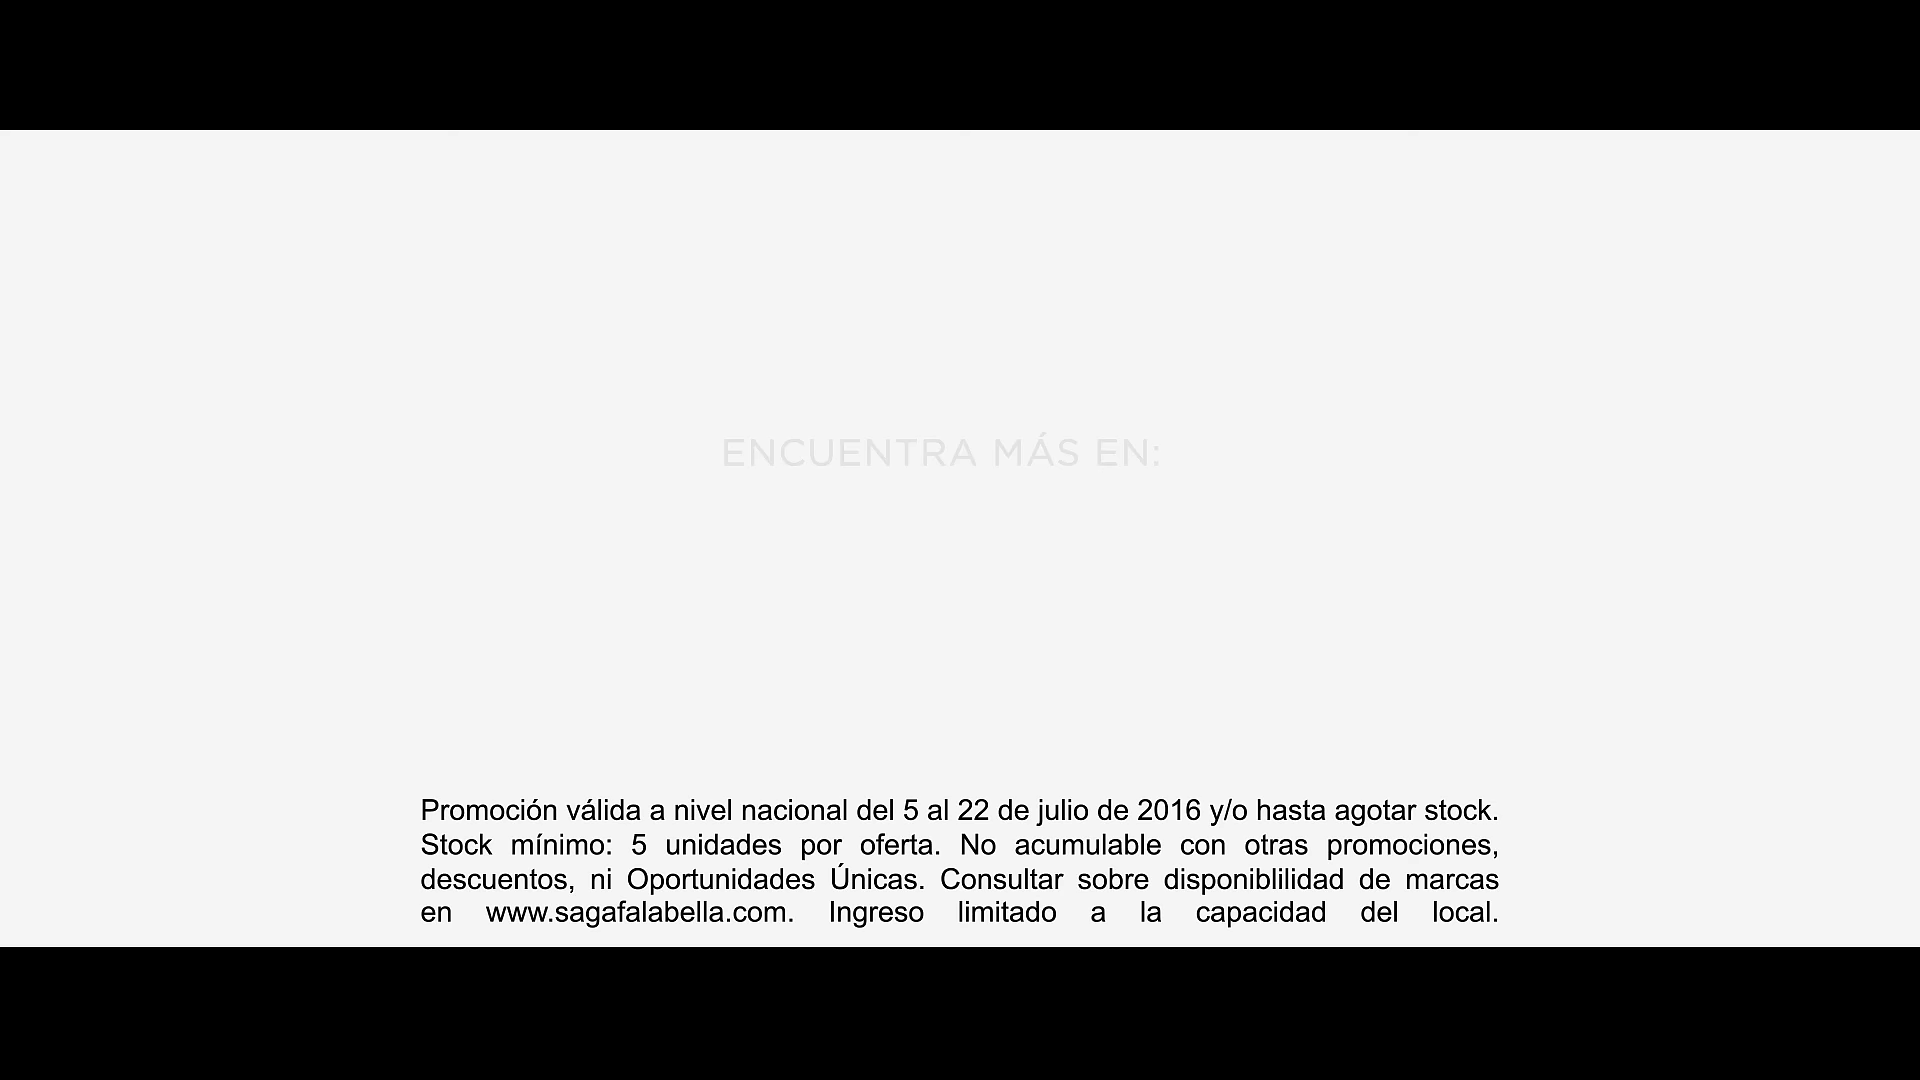 ENCUENTRA MÁS EN:
Promoción válida a nivel nacional del 5 al 22 de julio de 2016 y/o hasta agotar stock.
Stock mínimo: 5 unidades por oferta. No acumulable con otras promociones,
descuentos, ni Oportunidades Únicas. Consultar sobre disponiblilidad de marcas
en www.sagafalabella.com. Ingreso limitado a la capacidad del local.